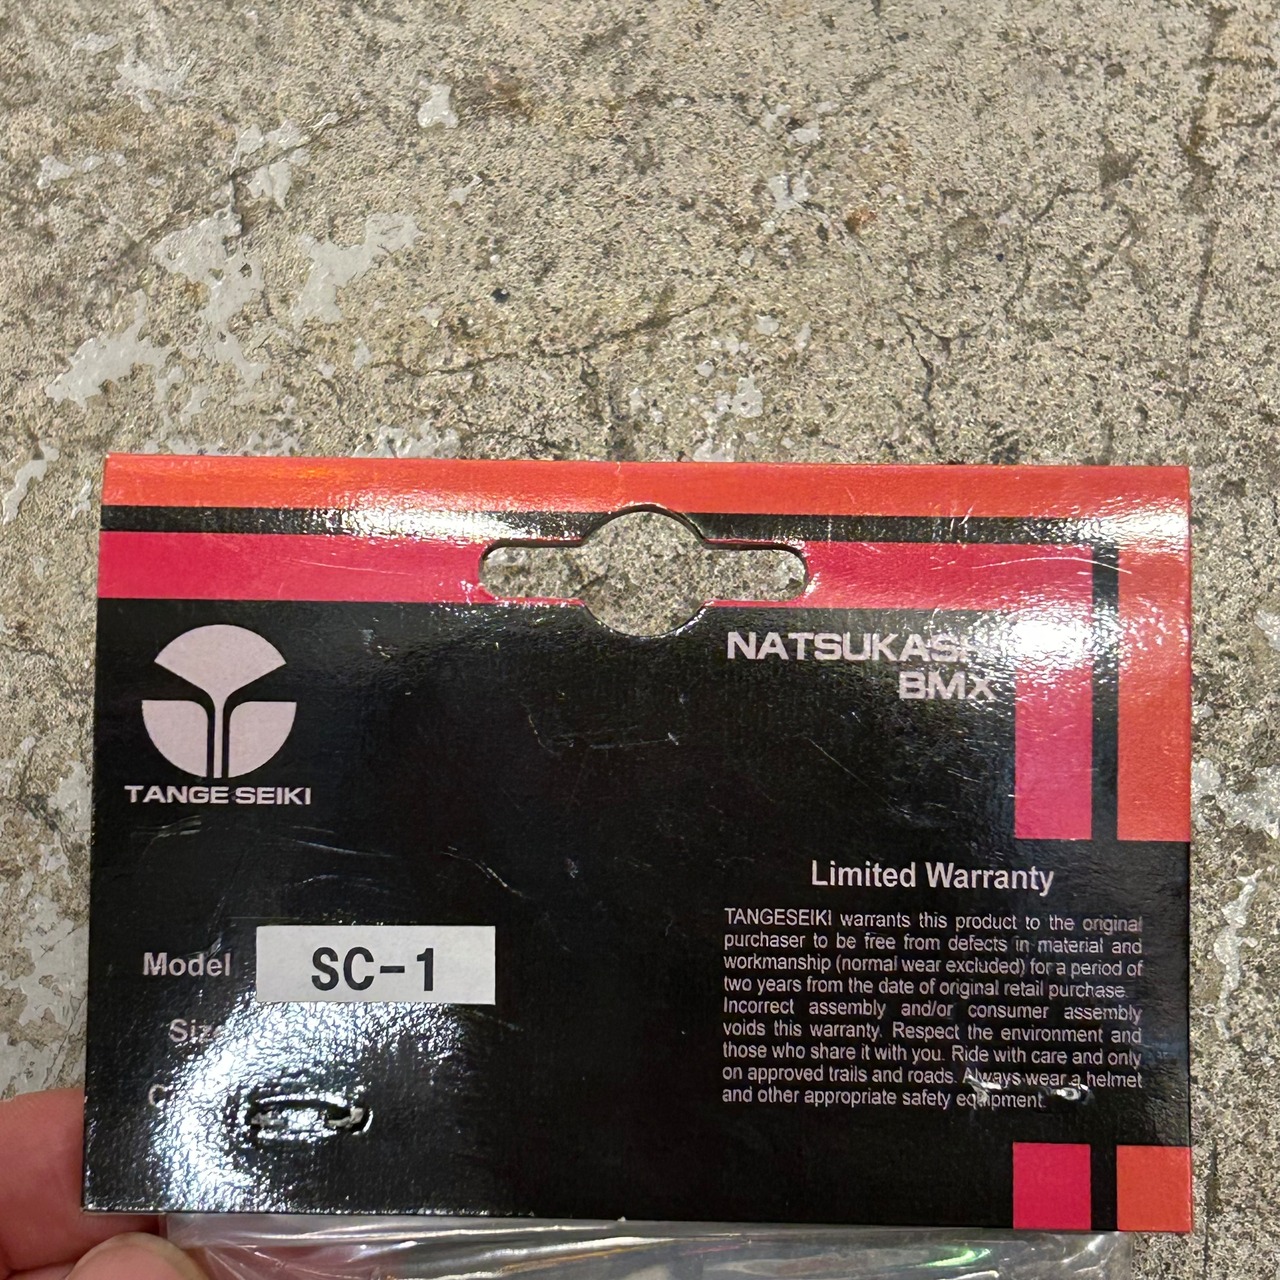 NATSUKASHI
BMX
TANGE SEIKI
Model SC-1
Size
Limited Warranty
TANGESEIKI warrants this product to the original
purchaser to be free from defects in material and
workmanship (normal wear excluded) for a period of
two years from the date of original retail purchase.
Incorrect assembly and/or consumer assembly
voids this warranty. Respect the environment and
those who share it with you. Ride with care and only
on approved trails and roads. Always wear a helmet
and other appropriate safety equipment.